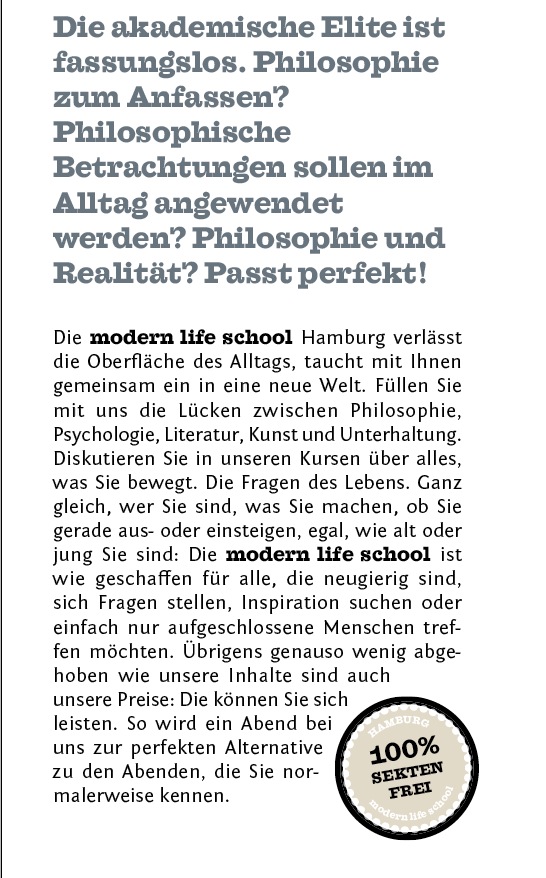 Die akademische Elite ist
fassungslos. Philosophie
zum Anfassen?
Philosophische
Betrachtungen sollen im
Alltag angewendet
werden? Philosophie und
Realität? Passt perfekt!
Die modern life school Hamburg verlässt
die Oberfläche des Alltags, taucht mit Ihnen
gemeinsam ein in eine neue Welt. Füllen Sie
mit uns die Lücken zwischen Philosophie,
Psychologie, Literatur, Kunst und Unterhaltung.
Diskutieren Sie in unseren Kursen über alles,
was Sie bewegt. Die Fragen des Lebens. Ganz
gleich, wer Sie sind, was Sie machen, ob Sie
gerade aus- oder einsteigen, egal, wie alt oder
jung Sie sind: Die modern life school ist
wie geschaffen für alle, die neugierig sind,
sich Fragen stellen, Inspiration suchen oder
einfach nur aufgeschlossene Menschen tref-
fen möchten. Übrigens genauso wenig abge-
hoben wie unsere Inhalte sind auch
unsere Preise: Die können Sie sich
leisten. So wird ein Abend bei
uns zur perfekten Alternative
zu den Abenden, die Sie nor-
malerweise kennen.
HAMBURG
100%
SEKTEN
FREI
modern life school